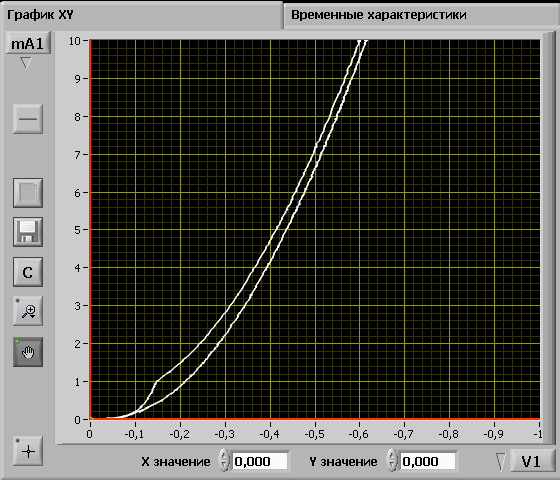 График XY
Временные характеристики
mA1
10
9
8
7
6
5
4
3
2
1
0
0 -0,1 -0,2 -0,3 -0,4 -0,5 -0,6 -0,7 -0,8 -0,9 -1
C
X значение 0,000 Y значение 0,000 V1